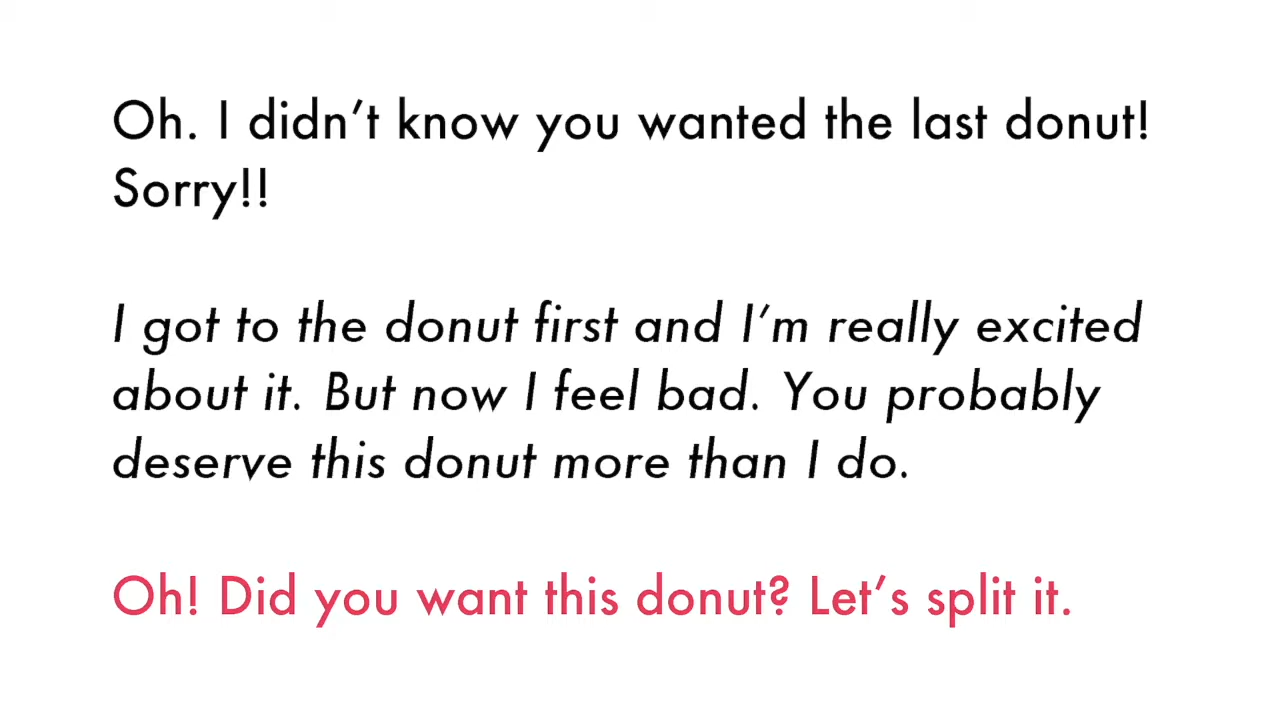 Oh. I didn’t know you wanted the last donut!
Sorry!!
I got to the donut first and I’m really excited
about it. But now I feel bad. You probably
deserve this donut more than I do.
Oh! Did you want this donut? Let’s split it.